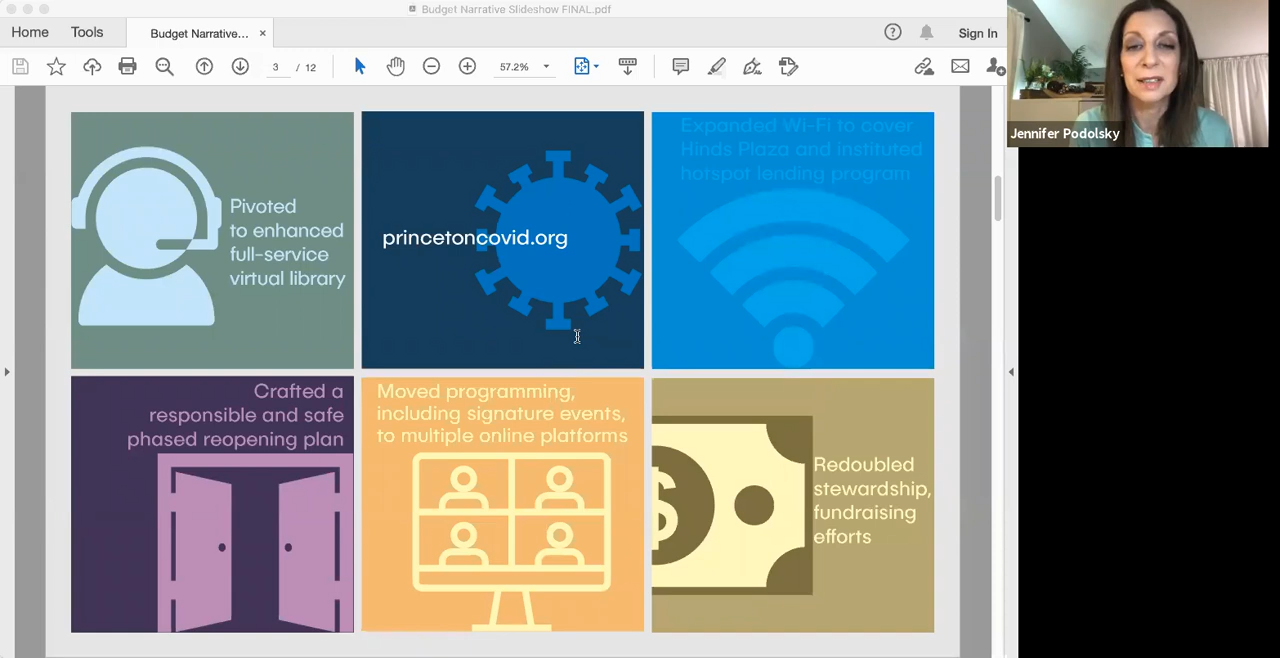 Budget Narrative Slideshow FINAL.pdf
Home
Tools
Budget Narrative...
×
?
Sign In
3 / 12
57.2%
Jennifer Podolsky
Pivoted
to enhanced
full-service
virtual library
princetoncovid.org
Expanded Wi-Fi to cover
Hinds Plaza and instituted
hotspot lending program
Crafted a
responsible and safe
phased reopening plan
Moved programming,
including signature events,
to multiple online platforms
$
Redoubled
stewardship,
fundraising
efforts